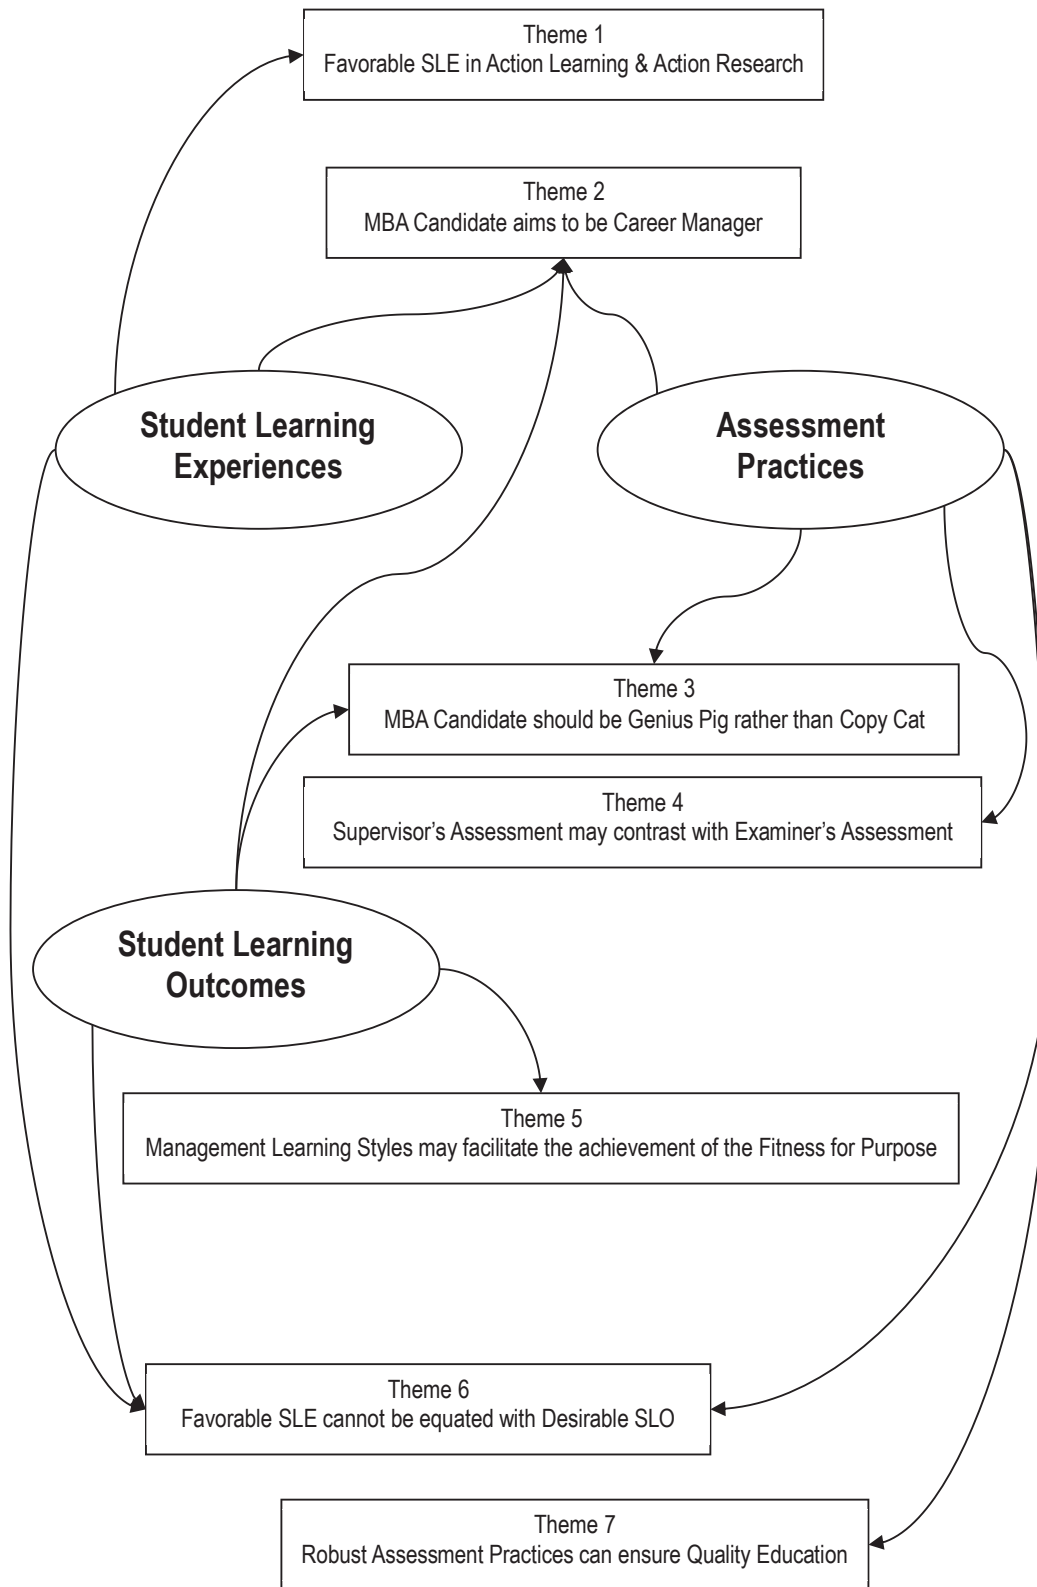 Theme 1
Favorable SLE in Action Learning & Action Research
Theme 2
MBA Candidate aims to be Career Manager
Student Learning
Experiences
Assessment
Practices
Theme 3
MBA Candidate should be Genius Pig rather than Copy Cat
Theme 4
Supervisor's Assessment may contrast with Examiner's Assessment
Student Learning
Outcomes
Theme 5
Management Learning Styles may facilitate the achievement of the Fitness for Purpose
Theme 6
Favorable SLE cannot be equated with Desirable SLO
Theme 7
Robust Assessment Practices can ensure Quality Education